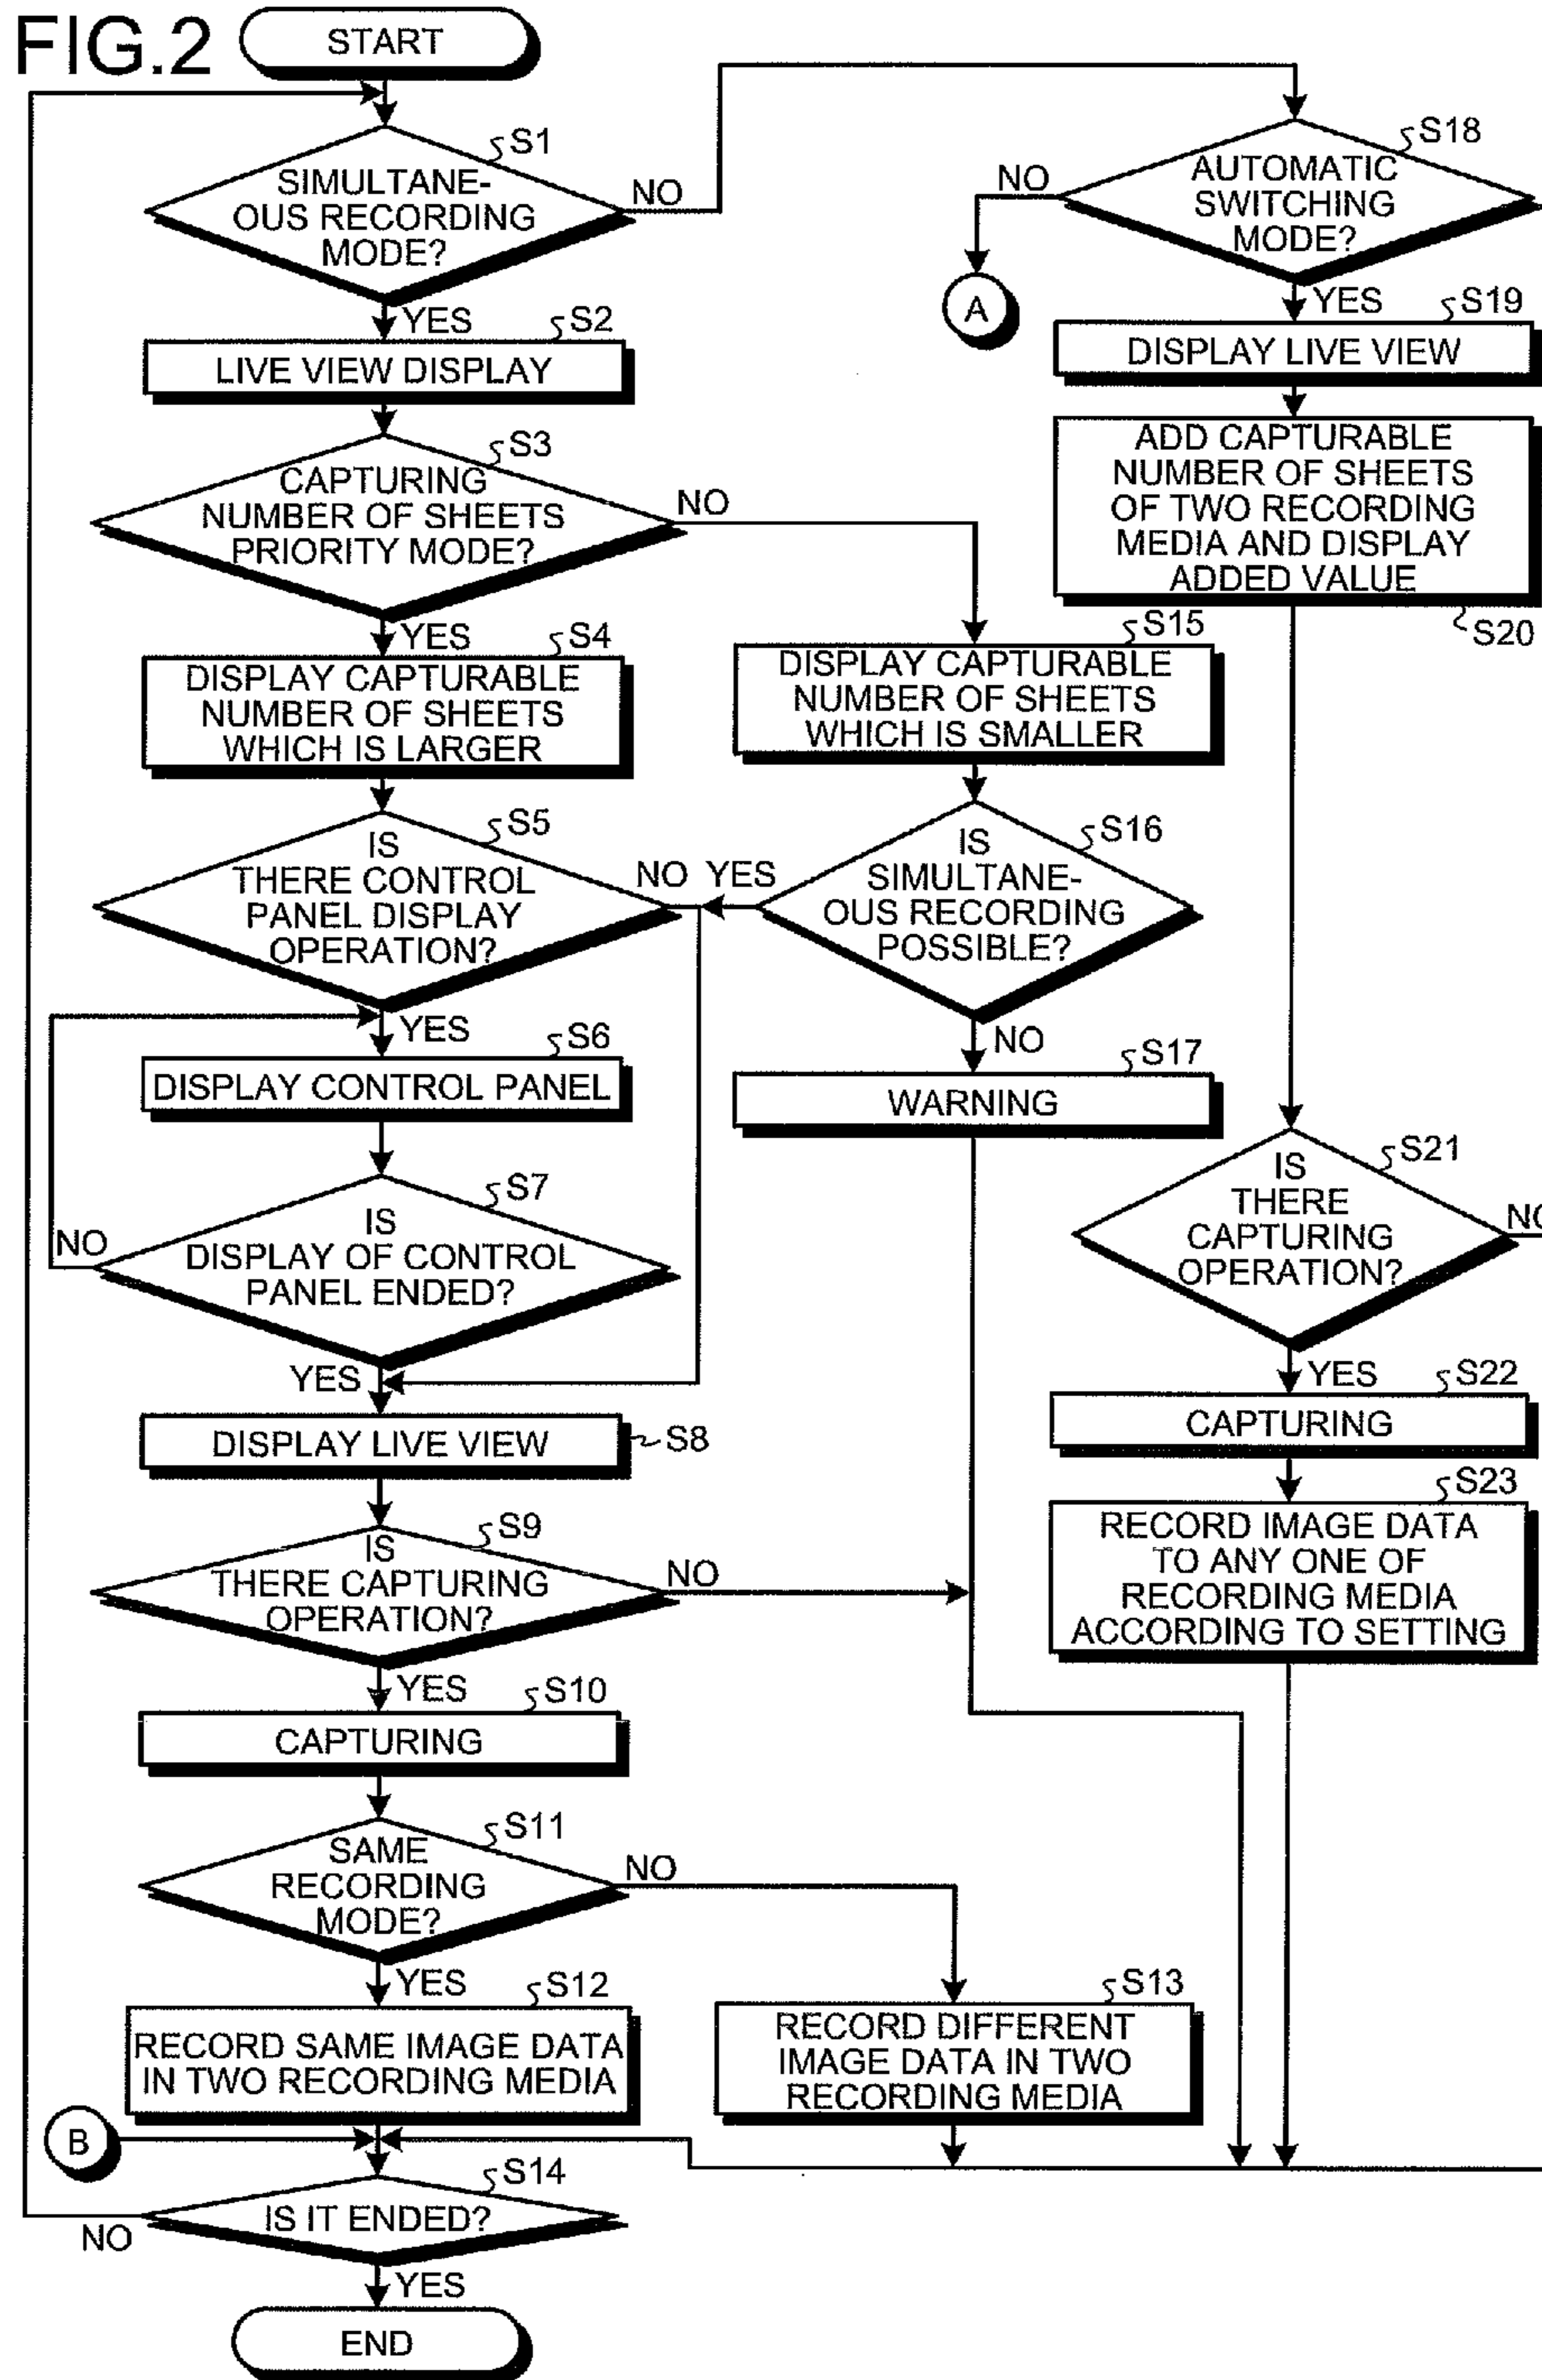 FIG.2
START
S1
SIMULTANE-
OUS RECORDING
MODE?
NO
YES
S2
LIVE VIEW DISPLAY
S3
CAPTURING
NUMBER OF SHEETS
PRIORITY MODE?
NO
YES
S4
DISPLAY CAPTURABLE
NUMBER OF SHEETS
WHICH IS LARGER
S5
IS
THERE CONTROL
PANEL DISPLAY
OPERATION?
NO
YES
S6
DISPLAY CONTROL PANEL
S7
IS
DISPLAY OF CONTROL
PANEL ENDED?
NO
YES
DISPLAY LIVE VIEW
S8
S9
IS
THERE CAPTURING
OPERATION?
NO
YES
S10
CAPTURING
S11
SAME
RECORDING
MODE?
NO
YES
S12
RECORD SAME IMAGE DATA
IN TWO RECORDING MEDIA
S13
RECORD DIFFERENT
IMAGE DATA IN TWO
RECORDING MEDIA
B
S14
IS IT ENDED?
NO
YES
END
S15
DISPLAY CAPTURABLE
NUMBER OF SHEETS
WHICH IS SMALLER
S16
IS
SIMULTANE-
OUS RECORDING
POSSIBLE?
YES
NO
S17
WARNING
S18
AUTOMATIC
SWITCHING
MODE?
NO
A
YES
S19
DISPLAY LIVE VIEW
ADD CAPTURABLE
NUMBER OF SHEETS
OF TWO RECORDING
MEDIA AND DISPLAY
ADDED VALUE
S20
S21
IS
THERE
CAPTURING
OPERATION?
NO
YES
S22
CAPTURING
S23
RECORD IMAGE DATA
TO ANY ONE OF
RECORDING MEDIA
ACCORDING TO SETTING